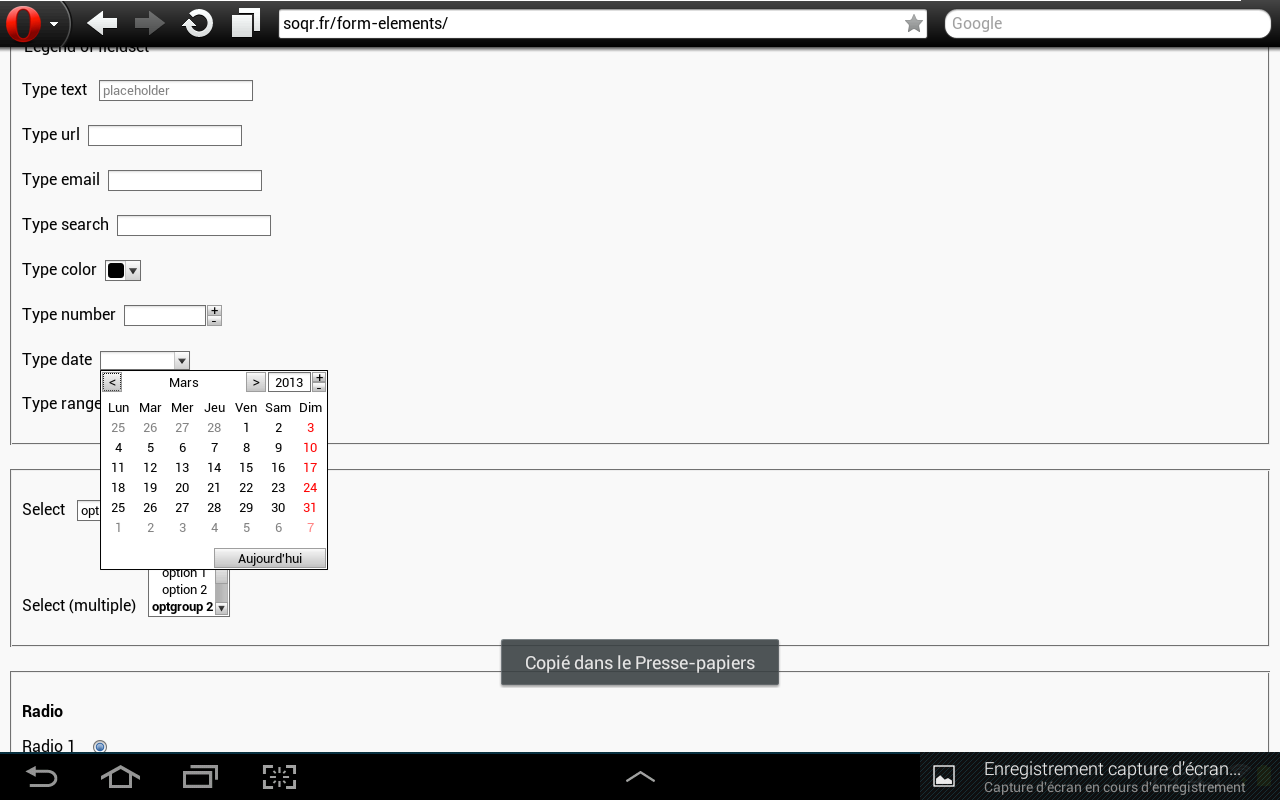 soqr.fr/form-elements/
Google
Legend of fieldset
Type text placeholder
Type url
Type email
Type search
Type color
Type number + -
Type date
< Mars > 2013 + -
Type range
Lun Mar Mer Jeu Ven Sam Dim
25 26 27 28 1 2 3
4 5 6 7 8 9 10
11 12 13 14 15 16 17
18 19 20 21 22 23 24
25 26 27 28 29 30 31
1 2 3 4 5 6 7
Aujourd'hui
Select opt
option 1
option 2
Select (multiple) optgroup 2
Copié dans le Presse-papiers
Radio
Radio 1
Enregistrement capture d'écran...
Capture d'écran en cours d'enregistrement